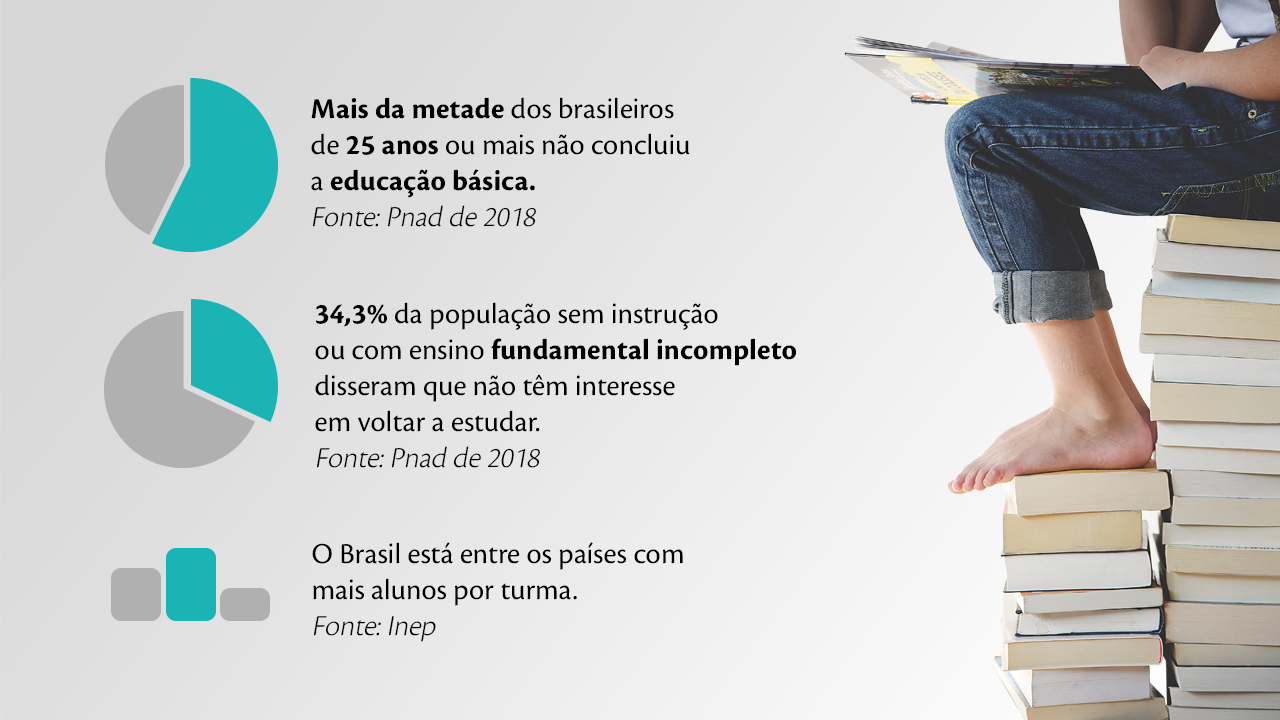 Mais da metade dos brasileiros
de 25 anos ou mais não concluiu
a educação básica.
Fonte: Pnad de 2018
34,3% da população sem instrução
ou com ensino fundamental incompleto
disseram que não têm interesse
em voltar a estudar.
Fonte: Pnad de 2018
O Brasil está entre os países com
mais alunos por turma.
Fonte: Inep